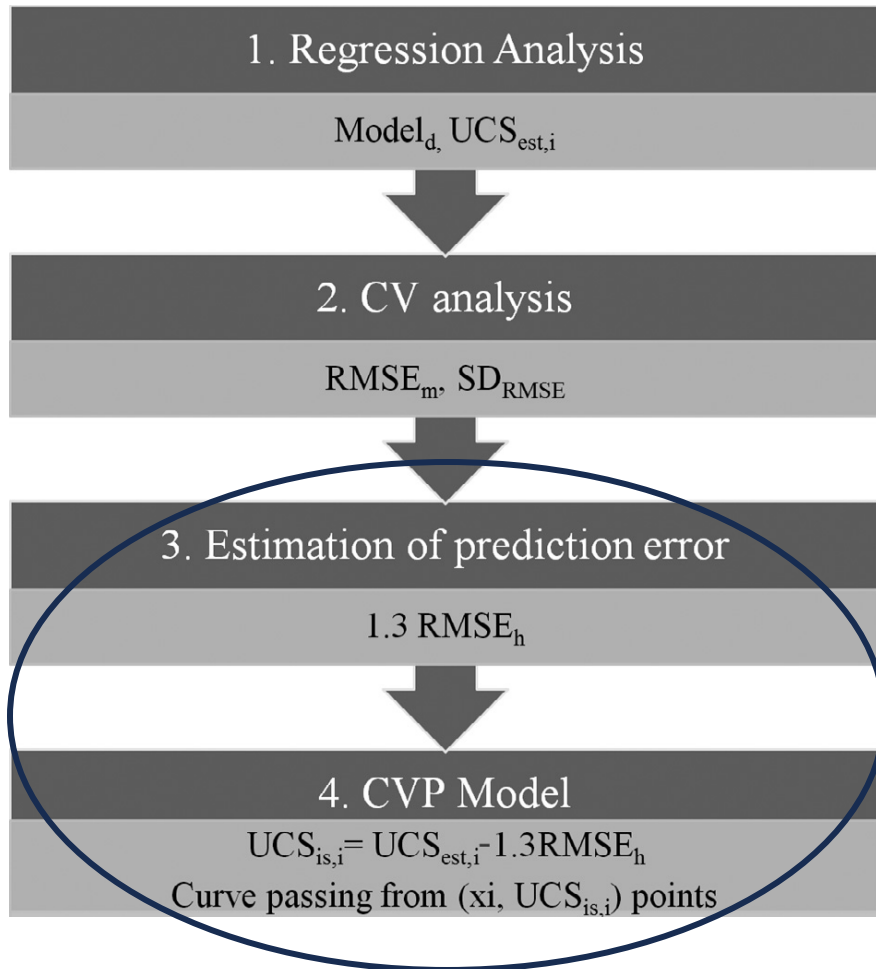 1. Regression Analysis
Model_d, UCS_est,i
2. CV analysis
RMSE_m, SD_RMSE
3. Estimation of prediction error
1.3 RMSE_h
4. CVP Model
UCS_is,i= UCS_est,i-1.3RMSE_h
Curve passing from (xi, UCS_is,i) points